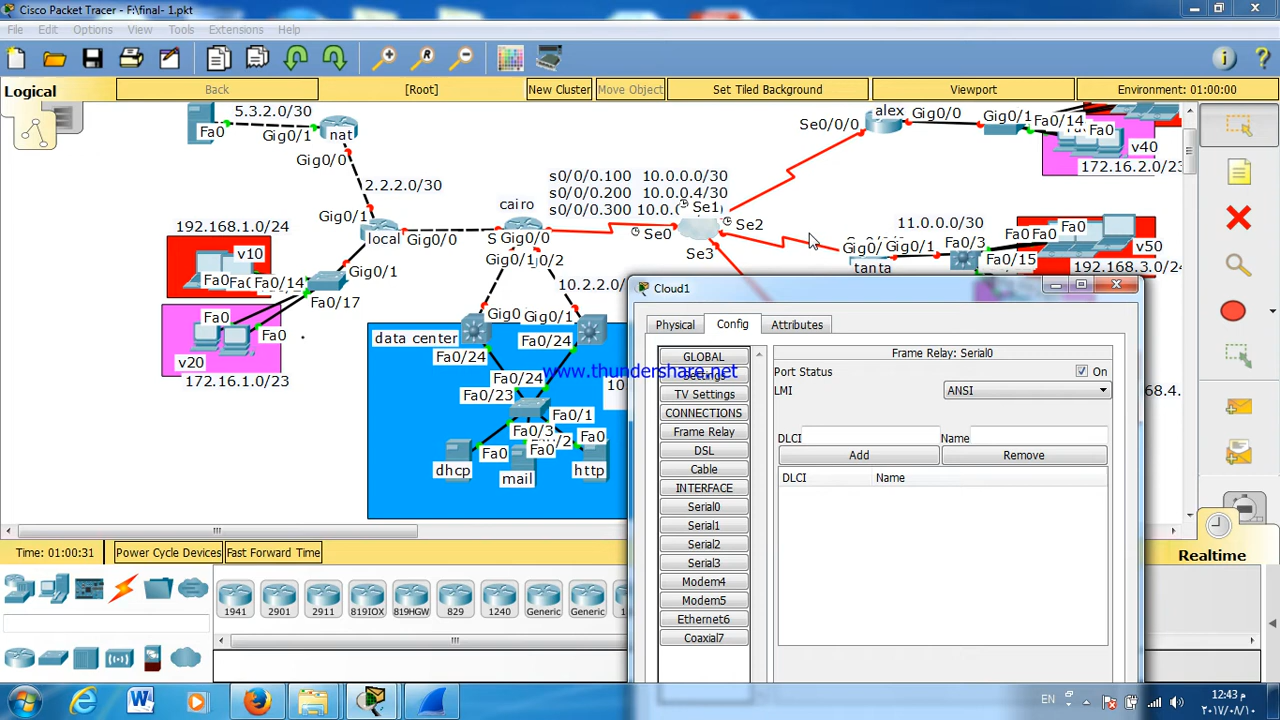 Cisco Packet Tracer - F:\final- 1.pkt
File Edit Options View Tools Extensions Help
Logical Back [Root] New Cluster Move Object Set Tiled Background Viewport Environment: 01:00:00
5.3.2.0/30
Fa0
Gig0/1
nat
Gig0/0
2.2.2.0/30
Gig0/1
local
Gig0/0
192.168.1.0/24
v10
Fa0
Fa0/14
Gig0/1
Fa0/17
Fa0
Fa0
v20
172.16.1.0/23
cairo
Gig0/0
s0/0/0.100 10.0.0.0/30
s0/0/0.200 10.0.0.4/30
s0/0/0.300
Se0
Se1
Se2
Se3
Se0/0/0
alex
Gig0/0
Gig0/1
Fa0/14
Fa0
v40
172.16.2.0/23
11.0.0.0/30
Gig0/1
Fa0/3
Fa0
Fa0
Fa0
Fa0/15
v50
192.168.3.0/24
tanta
Gig0/1
0/2
10.2.2.0/
data center
Gig0
Gig0/1
Fa0/24
Fa0/24
Fa0/24
Fa0/23
Fa0/1
Fa0/3
Fa0
Fa0
Fa0
dhcp
mail
http
www.thundershare.net
Cloud1
Physical Config Attributes
GLOBAL
Settings
TV Settings
CONNECTIONS
Frame Relay
DSL
Cable
INTERFACE
Serial0
Serial1
Serial2
Serial3
Modem4
Modem5
Ethernet6
Coaxial7
Frame Relay: Serial0
Port Status On
LMI ANSI
DLCI Name
Add Remove
DLCI Name
Time: 01:00:31 Power Cycle Devices Fast Forward Time Realtime
1941 2901 2911 819IOX 819HGW 829 1240 Generic Generic
EN
12:43 م
٢٠١٧/٠٨/١٠